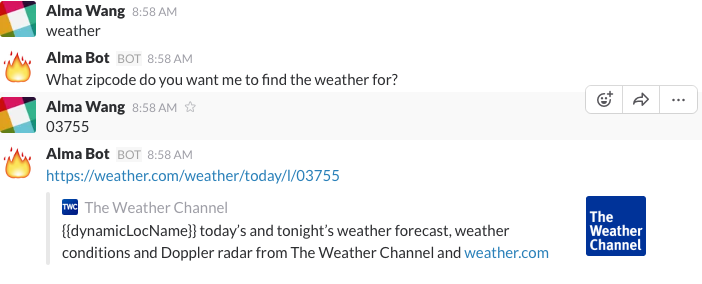 Alma Wang 8:58 AM
weather
Alma Bot BOT 8:58 AM
What zipcode do you want me to find the weather for?
Alma Wang 8:58 AM
03755
Alma Bot BOT 8:58 AM
https://weather.com/weather/today/l/03755
TWC The Weather Channel
{{dynamicLocName}} today's and tonight's weather forecast, weather
conditions and Doppler radar from The Weather Channel and weather.com
The
Weather
Channel